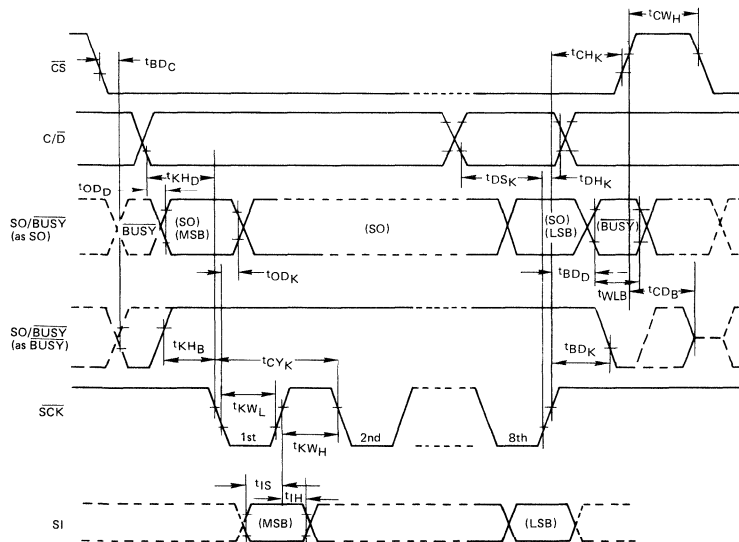 tCWH
tCHK
tBDC
CS
C/D
tKHD
tDSK
tDHK
tODD
SO/BUSY
(as SO)
BUSY
(SO)
(MSB)
(SO)
(SO)
(LSB)
(BUSY)
tODK
tBDD
tWLB
tCDB
SO/BUSY
(as BUSY)
tKHB
tCYK
tBDK
SCK
tKWL
1st
tKWH
2nd
8th
tIS
tIH
SI
(MSB)
(LSB)